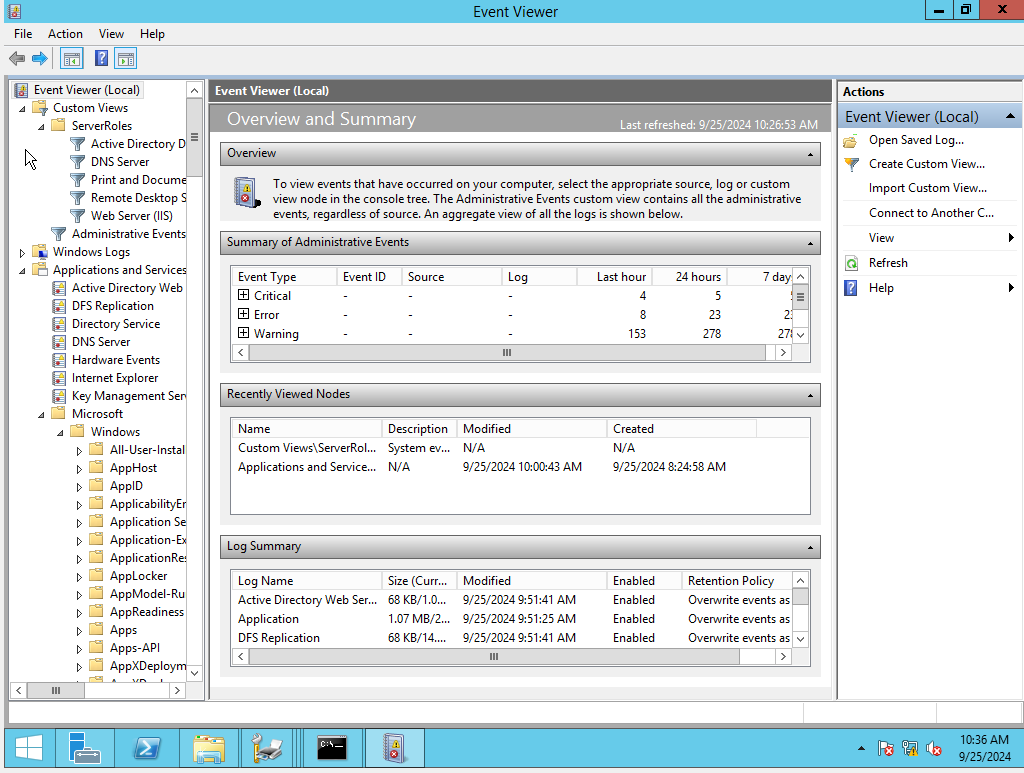 Event Viewer
File Action View Help
Event Viewer (Local)
Custom Views
ServerRoles
Active Directory D
DNS Server
Print and Docume
Remote Desktop S
Web Server (IIS)
Administrative Events
Windows Logs
Applications and Services
Active Directory Web
DFS Replication
Directory Service
DNS Server
Hardware Events
Internet Explorer
Key Management Serv
Microsoft
Windows
All-User-Instal
AppHost
AppID
ApplicabilityEn
Application Se
Application-Ex
ApplicationRes
AppLocker
AppModel-Ru
AppReadiness
Apps
Apps-API
AppXDeploym
Event Viewer (Local)
Overview and Summary
Last refreshed: 9/25/2024 10:26:53 AM
Overview
To view events that have occurred on your computer, select the appropriate source, log or custom
view node in the console tree. The Administrative Events custom view contains all the administrative
events, regardless of source. An aggregate view of all the logs is shown below.
Summary of Administrative Events
Event Type Event ID Source Log Last hour 24 hours 7 days
Critical - - - 4 5
Error - - - 8 23 23
Warning - - - 153 278 278
Recently Viewed Nodes
Name Description Modified Created
Custom Views\ServerRol... System ev... N/A N/A
Applications and Service... N/A 9/25/2024 10:00:43 AM 9/25/2024 8:24:58 AM
Log Summary
Log Name Size (Curr... Modified Enabled Retention Policy
Active Directory Web Ser... 68 KB/1.0... 9/25/2024 9:51:41 AM Enabled Overwrite events as
Application 1.07 MB/2... 9/25/2024 9:51:25 AM Enabled Overwrite events as
DFS Replication 68 KB/14.... 9/25/2024 9:51:41 AM Enabled Overwrite events as
Actions
Event Viewer (Local)
Open Saved Log...
Create Custom View...
Import Custom View...
Connect to Another C...
View
Refresh
Help
10:36 AM
9/25/2024